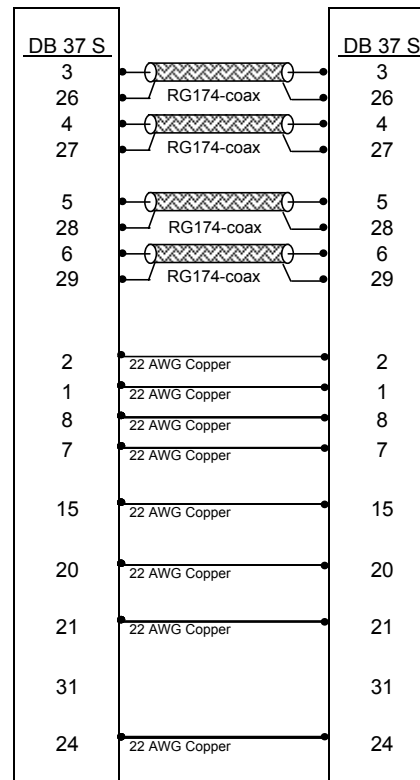 DB 37 S DB 37 S
3 3
26 RG174-coax 26
4 4
27 RG174-coax 27
5 5
28 RG174-coax 28
6 6
29 RG174-coax 29
2 22 AWG Copper 2
1 22 AWG Copper 1
8 22 AWG Copper 8
7 22 AWG Copper 7
15 22 AWG Copper 15
20 22 AWG Copper 20
21 22 AWG Copper 21
31 31
24 22 AWG Copper 24